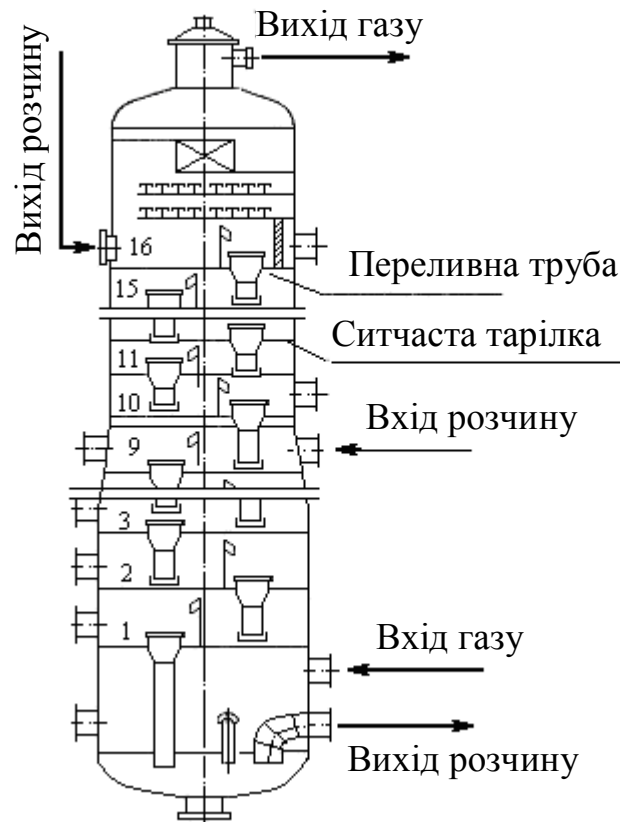 Вихід газу
Вихід розчину
16
Переливна труба
15
Ситчаста тарілка
11
10
Вхід розчину
9
3
2
1
Вхід газу
Вихід розчину